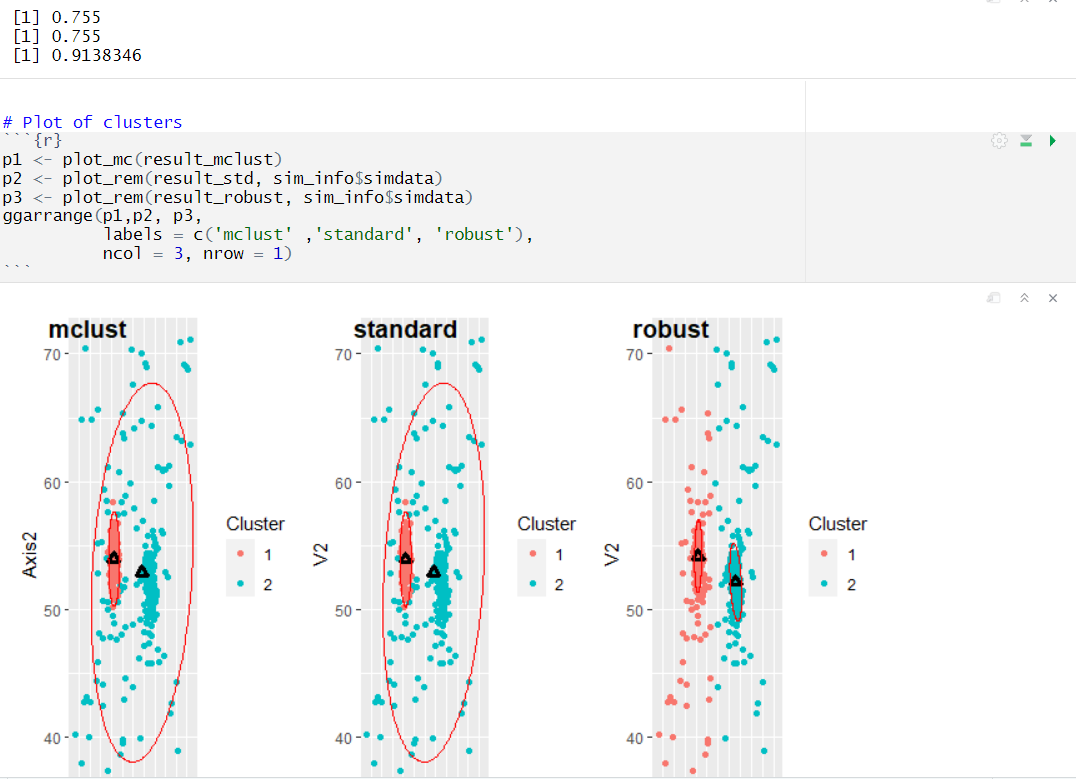 [1] 0.755
[1] 0.755
[1] 0.9138346
# Plot of clusters
```{r}
p1 <- plot_mc(result_mclust)
p2 <- plot_rem(result_std, sim_info$simdata)
p3 <- plot_rem(result_robust, sim_info$simdata)
ggarrange(p1,p2, p3,
labels = c('mclust' ,'standard', 'robust'),
ncol = 3, nrow = 1)
```
mclust
70
60
50
40
Axis2
Cluster
1
2
standard
70
60
50
40
V2
Cluster
1
2
robust
70
60
50
40
V2
Cluster
1
2